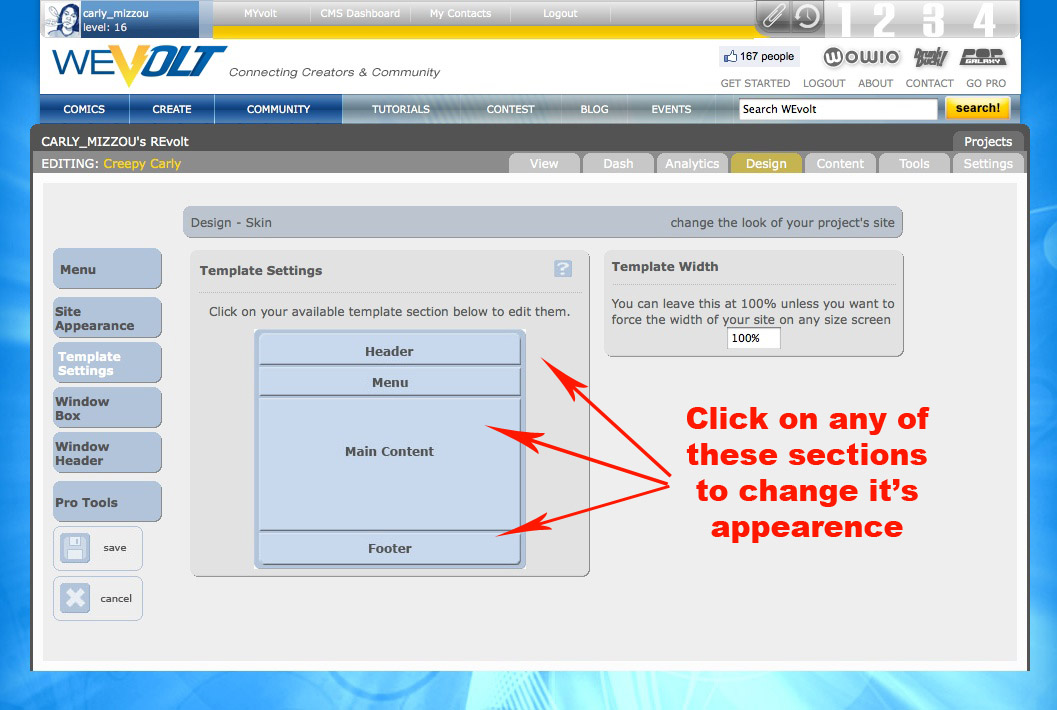 carly_mizzou
level: 16
MYvolt CMS Dashboard My Contacts Logout
1 2 3 4
WEVOLT
Connecting Creators & Community
167 people
WOWIO
POP GALAXY
GET STARTED LOGOUT ABOUT CONTACT GO PRO
COMICS CREATE COMMUNITY TUTORIALS CONTEST BLOG EVENTS
Search WEvolt
search!
CARLY_MIZZOU's REvolt
Projects
EDITING: Creepy Carly
View Dash Analytics Design Content Tools Settings
Design - Skin
change the look of your project's site
Menu
Site
Appearance
Template
Settings
Window
Box
Window
Header
Pro Tools
save
cancel
Template Settings
?
Click on your available template section below to edit them.
Header
Menu
Main Content
Footer
Template Width
You can leave this at 100% unless you want to
force the width of your site on any size screen
100%
Click on any of
these sections
to change it’s
appearence